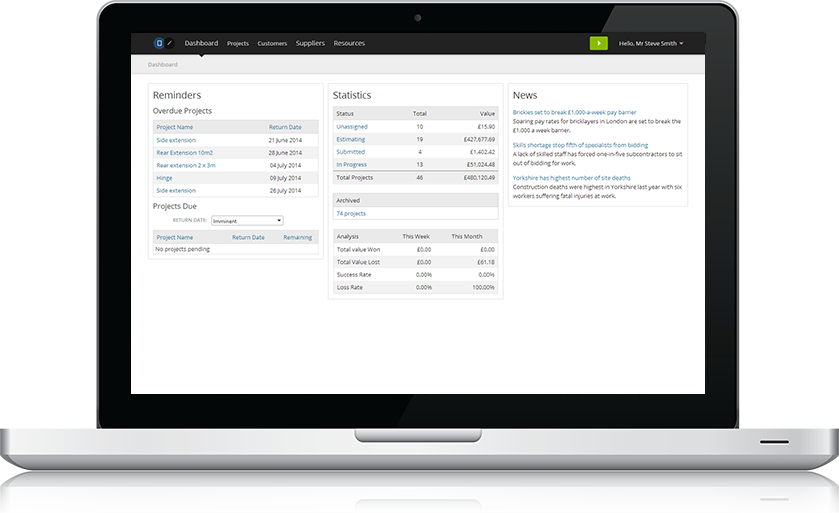 Dashboard Projects Customers Suppliers Resources Hello, Mr Steve Smith
Dashboard
Reminders
Overdue Projects
Project Name Return Date
Side extension 21 June 2014
Rear Extension 10m2 28 June 2014
Rear extension 2 x 3m 04 July 2014
Hinge 09 July 2014
Side extension 26 July 2014
Projects Due
RETURN DATE: Imminent
Project Name Return Date Remaining
No projects pending
Statistics
Status Total Value
Unassigned 10 £15.90
Estimating 19 £427,677.69
Submitted 4 £1,402.42
In Progress 13 £51,024.48
Total Projects 46 £480,120.49
Archived
74 projects
Analysis This Week This Month
Total value Won £0.00 £0.00
Total Value Lost £0.00 £61.18
Success Rate 0.00% 0.00%
Loss Rate 0.00% 100.00%
News
Brickies set to break £1,000-a-week pay barrier
Soaring pay rates for bricklayers in London are set to break the
£1,000 a week barrier.
Skills shortage stop fifth of specialists from bidding
A lack of skilled staff has forced one-in-five subcontractors to sit
out of bidding for work.
Yorkshire has highest number of site deaths
Construction deaths were highest in Yorkshire last year with six
workers suffering fatal injuries at work.